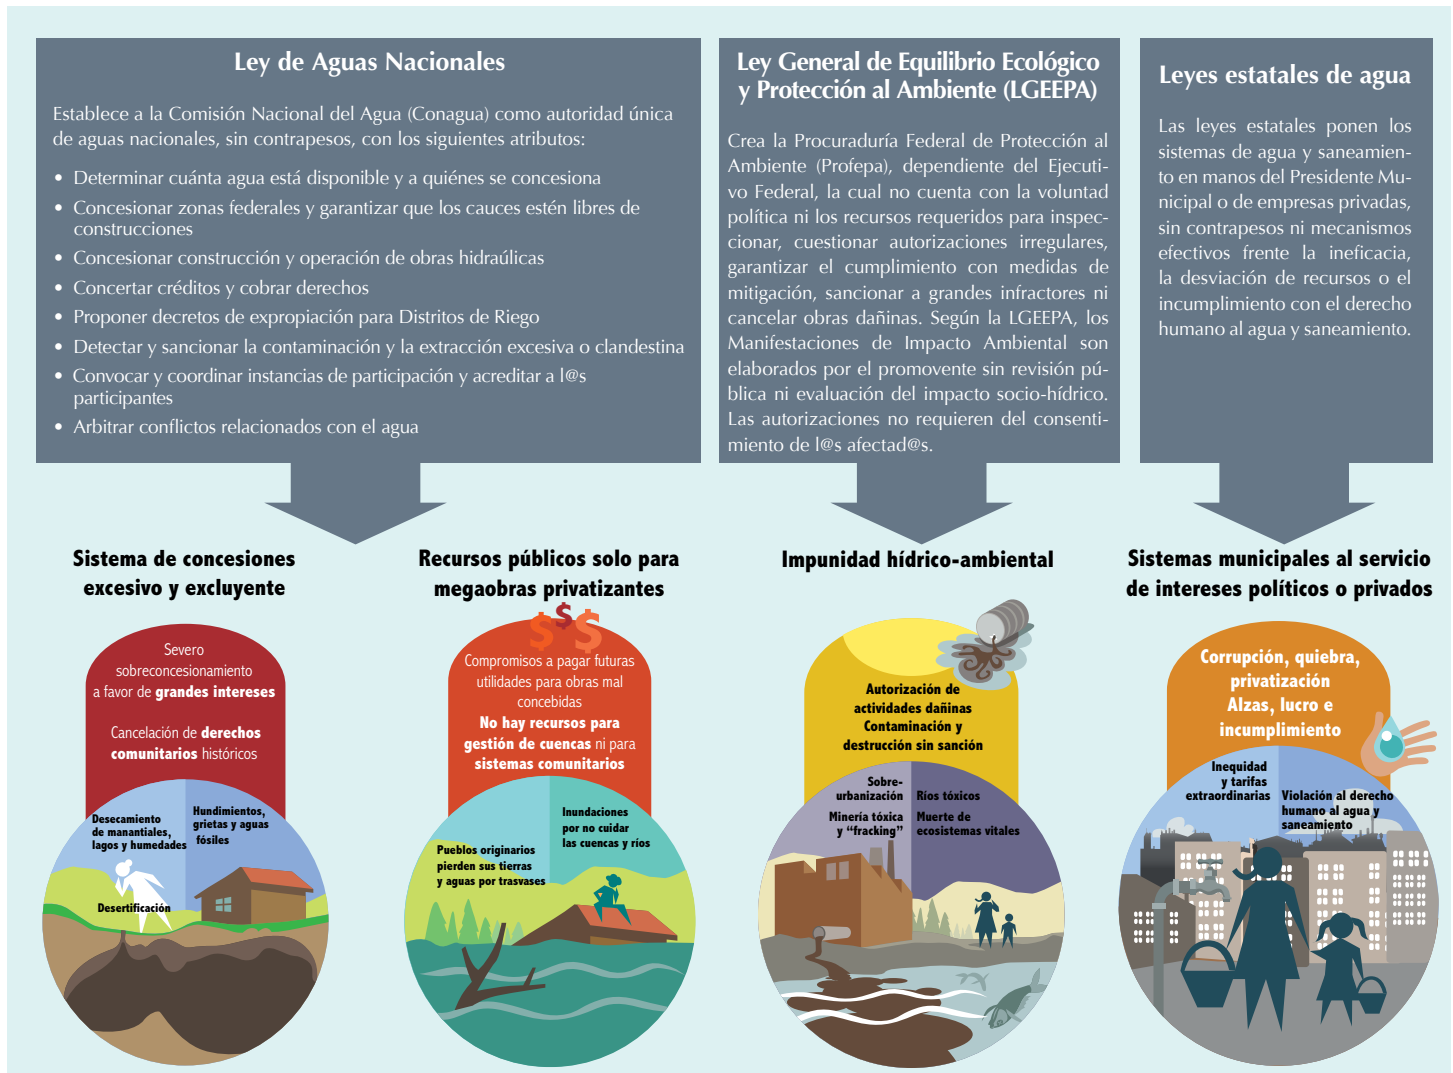 Ley de Aguas Nacionales
Establece a la Comisión Nacional del Agua (Conagua) como autoridad única
de aguas nacionales, sin contrapesos, con los siguientes atributos:
• Determinar cuánta agua está disponible y a quiénes se concesiona
• Concesionar zonas federales y garantizar que los cauces estén libres de
construcciones
• Concesionar construcción y operación de obras hidraúlicas
• Concertar créditos y cobrar derechos
• Proponer decretos de expropiación para Distritos de Riego
• Detectar y sancionar la contaminación y la extracción excesiva o clandestina
• Convocar y coordinar instancias de participación y acreditar a l@s
participantes
• Arbitrar conflictos relacionados con el agua
Ley General de Equilibrio Ecológico
y Protección al Ambiente (LGEEPA)
Crea la Procuraduría Federal de Protección al
Ambiente (Profepa), dependiente del Ejecuti-
vo Federal, la cual no cuenta con la voluntad
política ni los recursos requeridos para inspec-
cionar, cuestionar autorizaciones irregulares,
garantizar el cumplimiento con medidas de
mitigación, sancionar a grandes infractores ni
cancelar obras dañinas. Según la LGEEPA, los
Manifestaciones de Impacto Ambiental son
elaborados por el promovente sin revisión pú-
blica ni evaluación del impacto socio-hídrico.
Las autorizaciones no requieren del consenti-
miento de l@s afectad@s.
Leyes estatales de agua
Las leyes estatales ponen los
sistemas de agua y saneamien-
to en manos del Presidente Mu-
nicipal o de empresas privadas,
sin contrapesos ni mecanismos
efectivos frente la ineficacia,
la desviación de recursos o el
incumplimiento con el derecho
humano al agua y saneamiento.
Sistema de concesiones
excesivo y excluyente
Severo
sobreconcesionamiento
a favor de grandes intereses
Cancelación de derechos
comunitarios históricos
Desecamiento
de manantiales,
lagos y humedades
Hundimientos,
grietas y aguas
fósiles
Desertificación
Recursos públicos solo para
megaobras privatizantes
$$$
Compromisos a pagar futuras
utilidades para obras mal
concebidas
No hay recursos para
gestión de cuencas ni para
sistemas comunitarios
Inundaciones
por no cuidar
las cuencas y ríos
Pueblos originarios
pierden sus tierras
y aguas por trasvases
Impunidad hídrico-ambiental
Autorización de
actividades dañinas
Contaminación y
destrucción sin sanción
Sobre-
urbanización
Minería tóxica
y “fracking”
Ríos tóxicos
Muerte de
ecosistemas vitales
Sistemas municipales al servicio
de intereses políticos o privados
Corrupción, quiebra,
privatización
Alzas, lucro e
incumplimiento
Inequidad
y tarifas
extraordinarias
Violación al derecho
humano al agua y
saneamiento